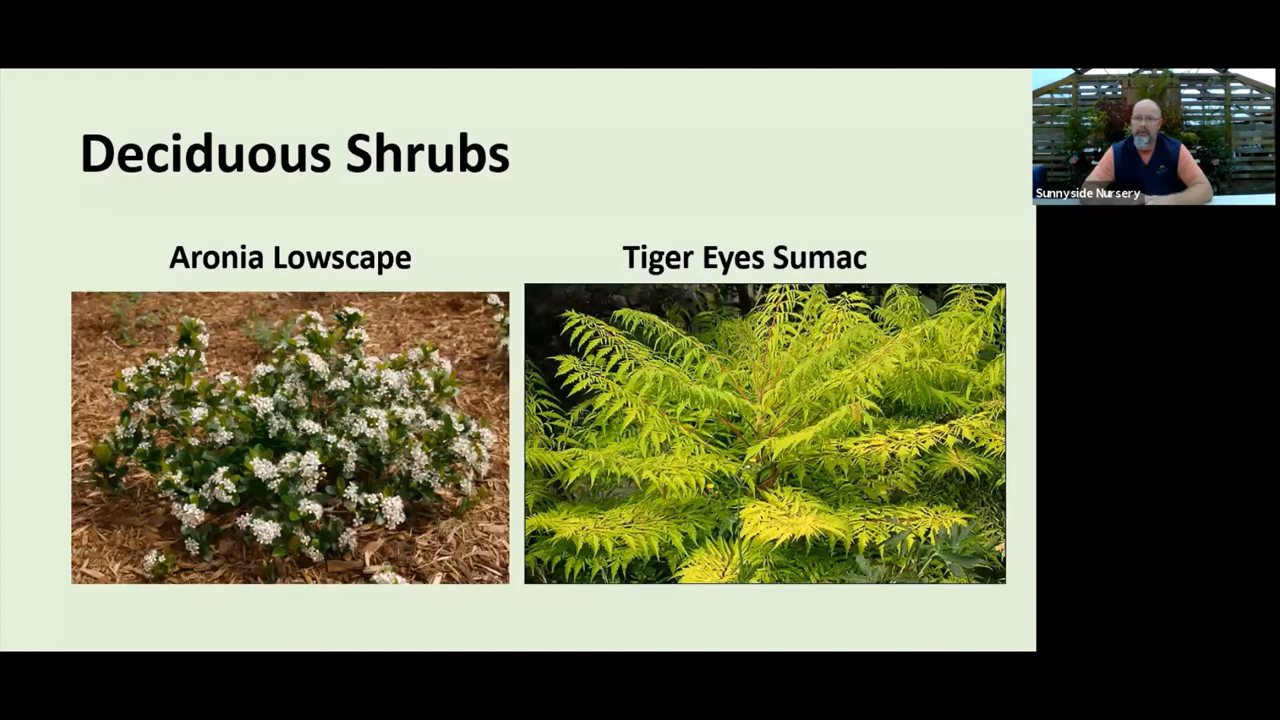 Deciduous Shrubs
Aronia Lowscape
Tiger Eyes Sumac
Sunnyside Nursery